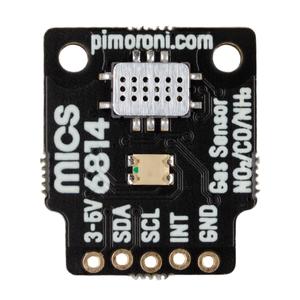 pimoroni.com
MICS
6814
Gas Sensor
NO₂/CO/NH₃
3-5V
SDA
SCL
INT
GND